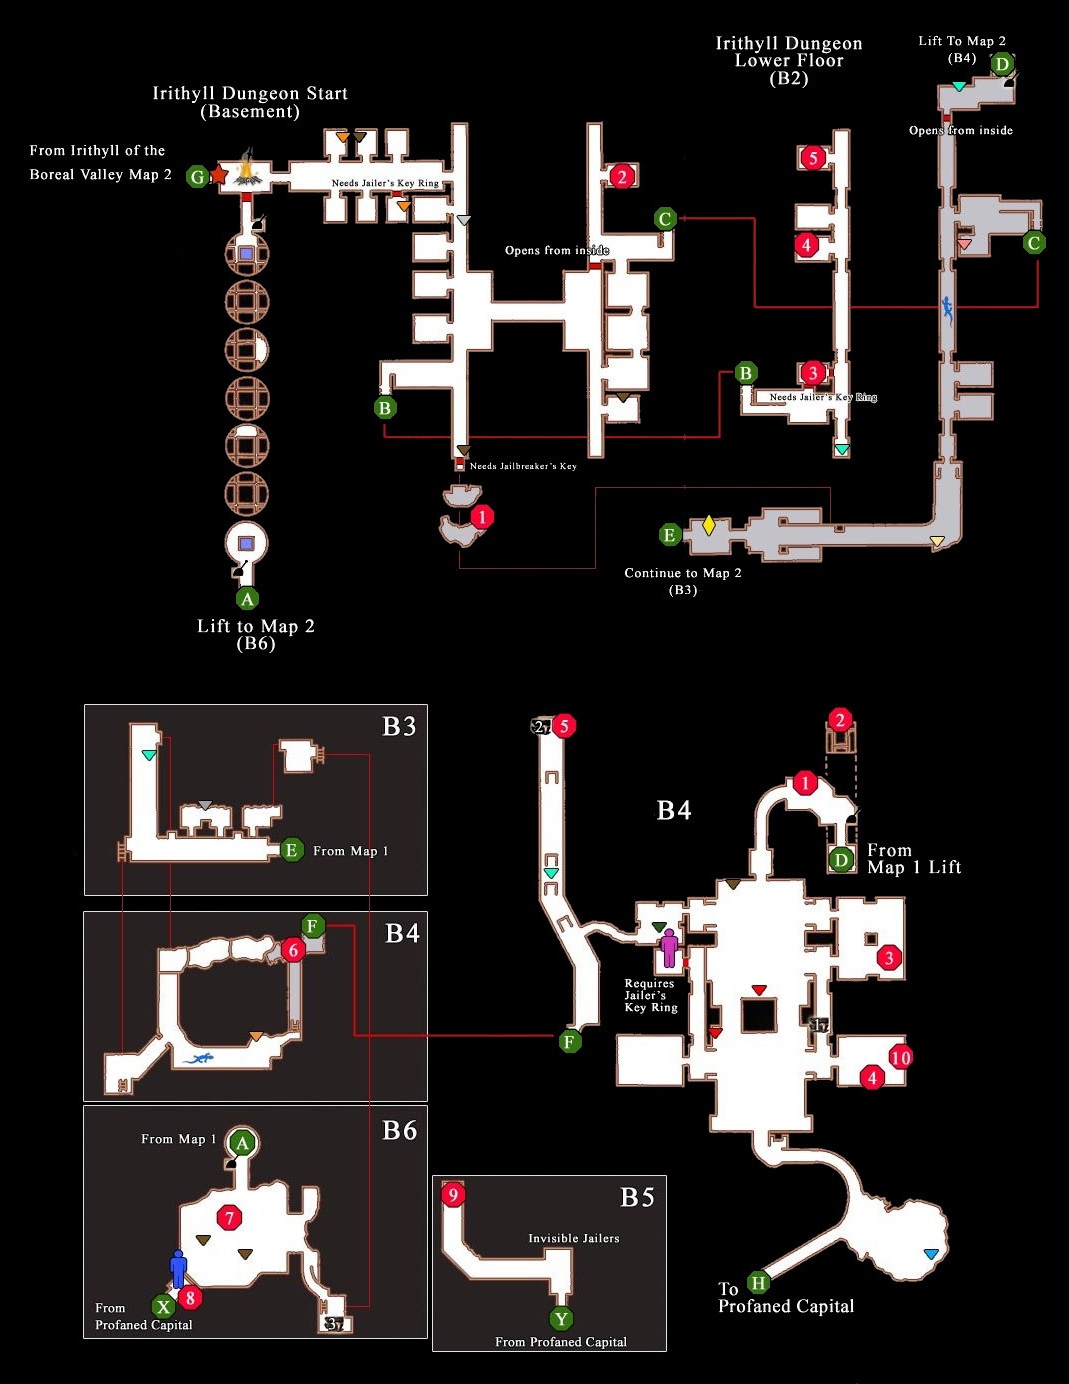 Irithyll Dungeon Start
(Basement)
From Irithyll of the
Boreal Valley Map 2
G
Needs Jailer's Key Ring
2
C
Opens from inside
B
Needs Jailbreaker's Key
1
A
Lift to Map 2
(B6)
Irithyll Dungeon
Lower Floor
(B2)
Lift To Map 2
(B4)
D
Opens from inside
5
4
C
B
3
Needs Jailer's Key Ring
E
Continue to Map 2
(B3)
B3
E
From Map 1
B4
F
6
B6
From Map 1
A
7
8
X
From
Profaned Capital
3
B5
9
Invisible Jailers
Y
From Profaned Capital
B4
2
5
2
1
D
From
Map 1 Lift
3
Requires
Jailer's
Key Ring
1
F
10
4
H
To
Profaned Capital